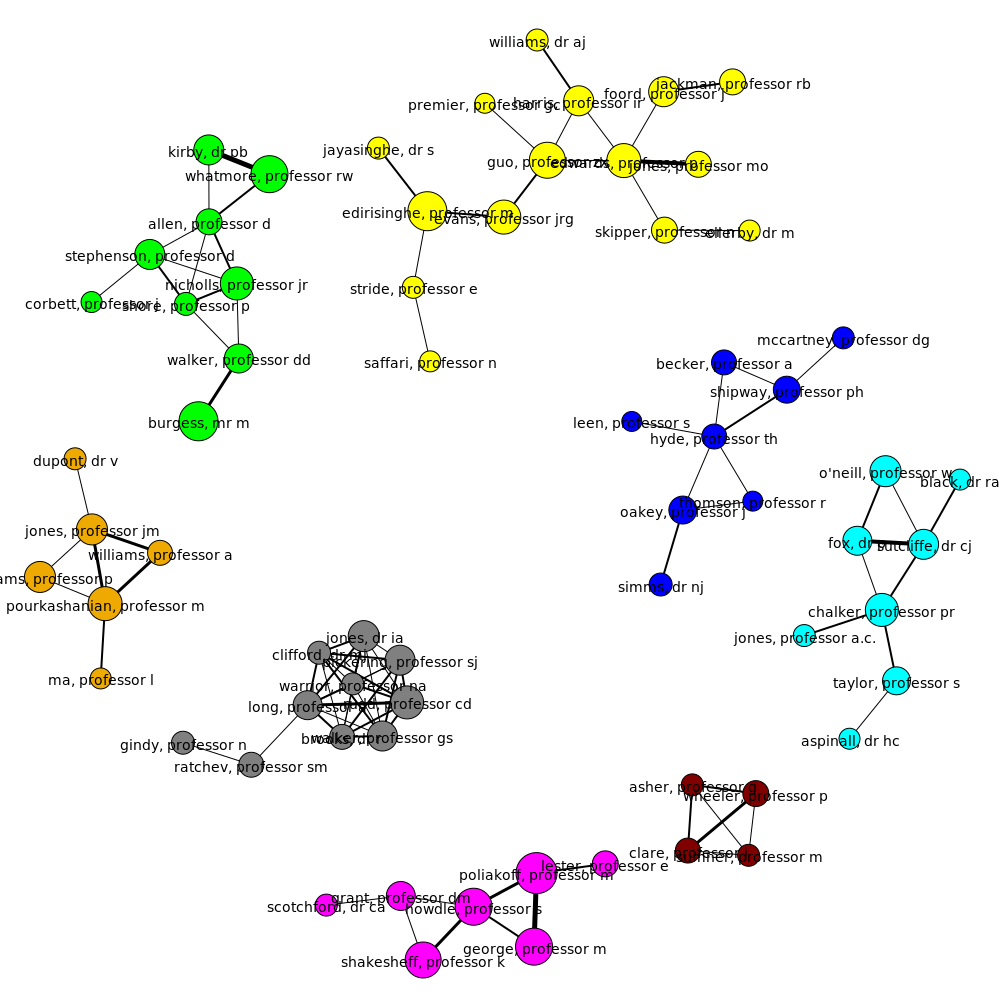 williams, dr aj
jackman, professor rb
foord, professor j
harris, professor ir
premier, professor gc
jayasinghe, dr s
kirby, dr pb
guo, professor
edwards, professor
jones, professor mo
whatmore, professor rw
edirisinghe, professor m
evans, professor jrg
allen, professor d
skipper, professor n
ellerby, dr m
stephenson, professor d
nicholls, professor jr
stride, professor e
corbett, professor j
shore, professor p
mccartney, professor dg
walker, professor dd
saffari, professor n
becker, professor a
shipway, professor ph
burgess, mr m
leen, professor s
hyde, professor th
dupont, dr v
o'neill, professor w
black, dr ra
thomson, professor r
oakey, professor j
jones, professor jm
williams, professor a
fox, dr
sutcliffe, dr cj
ams, professor p
simms, dr nj
pourkashanian, professor m
chalker, professor pr
jones, dr ia
jones, professor a.c.
clifford, dr
pickering, professor sj
ma, professor l
warrior, professor na
taylor, professor s
long, professor
rudd, professor cd
gindy, professor n
brooks, dr
walker, professor gs
aspinall, dr hc
ratchev, professor sm
asher, professor g
wheeler, professor p
clare, professor
sumner, professor m
lester, professor e
poliakoff, professor m
grant, professor dm
scotchford, dr ca
howdle, professor s
george, professor m
shakesheff, professor k